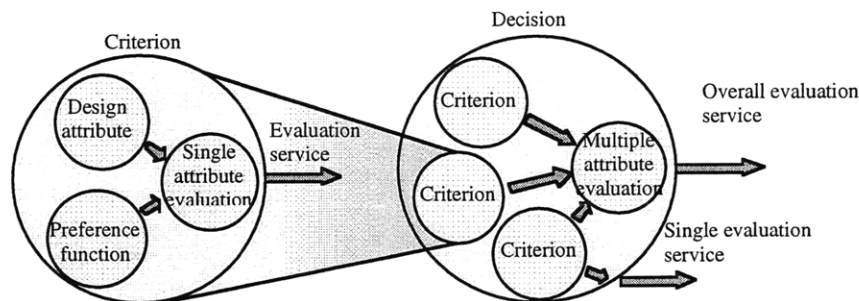 Criterion
Design
attribute
Single
attribute
evaluation
Preference
function
Evaluation
service
Decision
Criterion
Criterion
Criterion
Multiple
attribute
evaluation
Overall evaluation
service
Single evaluation
service